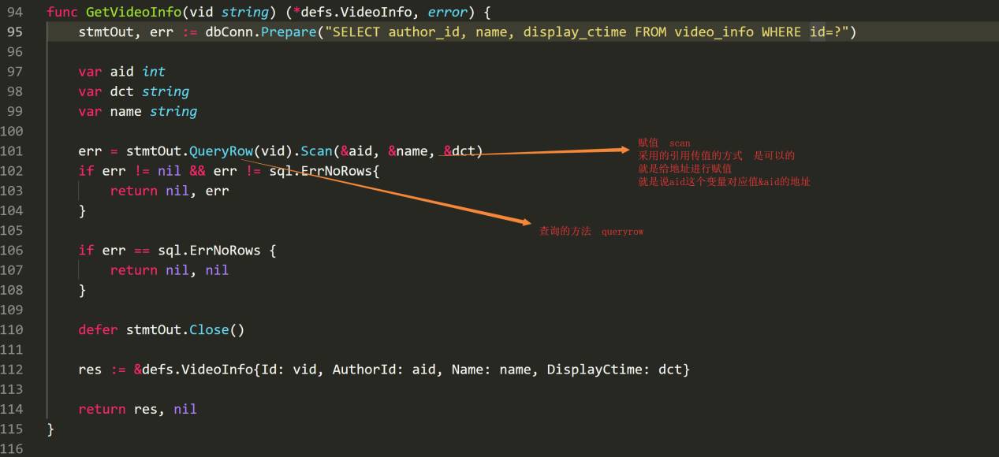 94 func GetVideoInfo(vid string) (*defs.VideoInfo, error) {
95 stmtOut, err := dbConn.Prepare("SELECT author_id, name, display_ctime FROM video_info WHERE id=?")
96
97 var aid int
98 var dct string
99 var name string
100
101 err = stmtOut.QueryRow(vid).Scan(&aid, &name, &dct)
赋值 scan
采用的引用传值的方式 是可以的
就是给地址进行赋值
就是说aid这个变量对应值&aid的地址
102 if err != nil && err != sql.ErrNoRows{
103 return nil, err
104 }
105
查询的方法 queryrow
106 if err == sql.ErrNoRows {
107 return nil, nil
108 }
109
110 defer stmtOut.Close()
111
112 res := &defs.VideoInfo{Id: vid, AuthorId: aid, Name: name, DisplayCtime: dct}
113
114 return res, nil
115 }
116